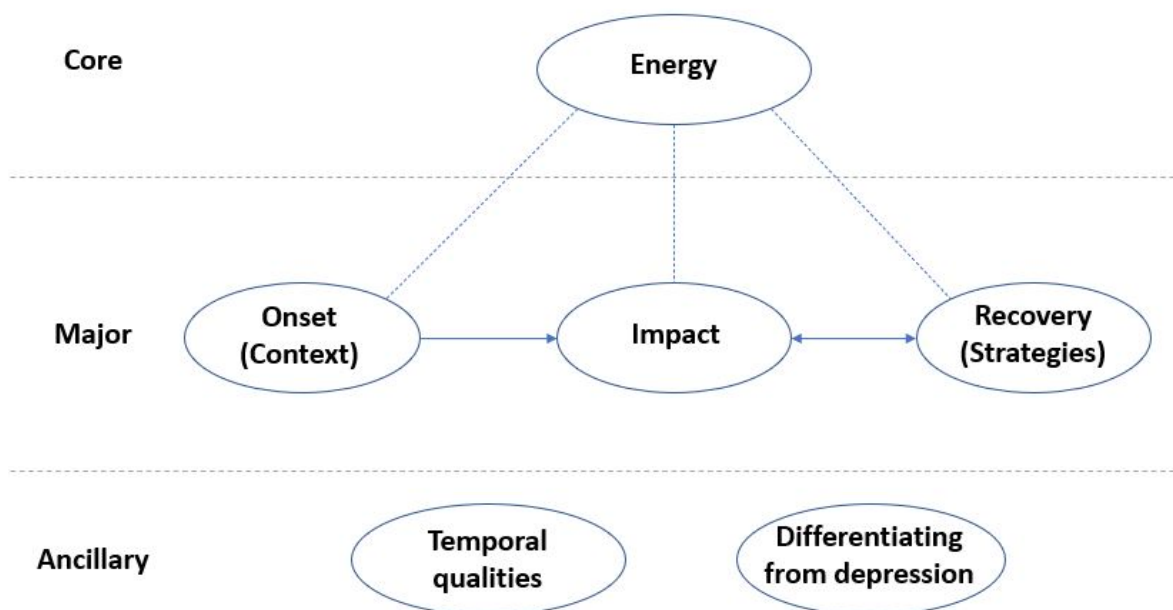 Core
Energy
Major
Onset
(Context)
Impact
Recovery
(Strategies)
Ancillary
Temporal
qualities
Differentiating
from depression